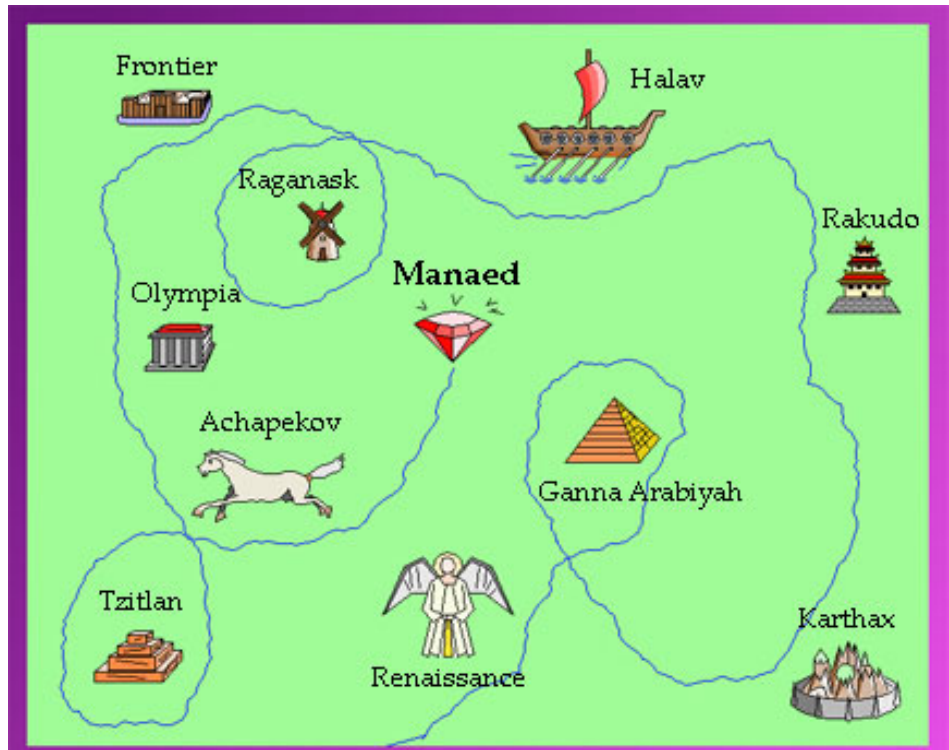 Frontier
Halav
Raganask
Rakudo
Manaed
Olympia
Achapekov
Ganna Arabiyah
Tzitlan
Karthax
Renaissance